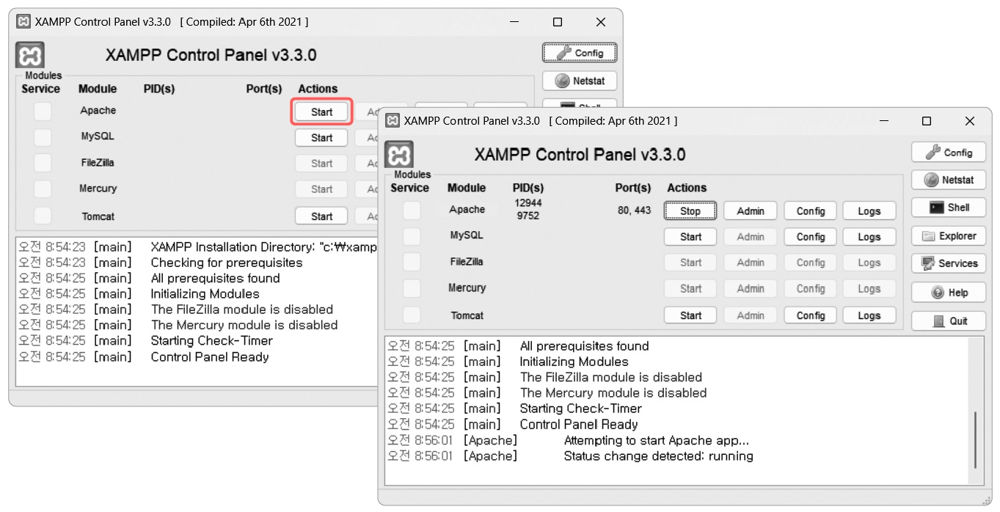 XAMPP Control Panel v3.3.0 [ Compiled: Apr 6th 2021 ]
XAMPP Control Panel v3.3.0
Config
Netstat
Shell
Modules
Service Module PID(s) Port(s) Actions
Apache Start
MySQL Start
FileZilla Start
Mercury Start
Tomcat Start
오전 8:54:23 [main] XAMPP Installation Directory: "c:₩xamp
오전 8:54:23 [main] Checking for prerequisites
오전 8:54:25 [main] All prerequisites found
오전 8:54:25 [main] Initializing Modules
오전 8:54:25 [main] The FileZilla module is disabled
오전 8:54:25 [main] The Mercury module is disabled
오전 8:54:25 [main] Starting Check-Timer
오전 8:54:25 [main] Control Panel Ready
XAMPP Control Panel v3.3.0 [ Compiled: Apr 6th 2021 ]
XAMPP Control Panel v3.3.0
Modules
Service Module PID(s) Port(s) Actions
Apache 12944 9752 80, 443 Stop Admin Config Logs
MySQL Start Admin Config Logs
FileZilla Start Admin Config Logs
Mercury Start Admin Config Logs
Tomcat Start Admin Config Logs
Config
Netstat
Shell
Explorer
Services
Help
Quit
오전 8:54:25 [main] All prerequisites found
오전 8:54:25 [main] Initializing Modules
오전 8:54:25 [main] The FileZilla module is disabled
오전 8:54:25 [main] The Mercury module is disabled
오전 8:54:25 [main] Starting Check-Timer
오전 8:54:25 [main] Control Panel Ready
오전 8:56:01 [Apache] Attempting to start Apache app...
오전 8:56:01 [Apache] Status change detected: running